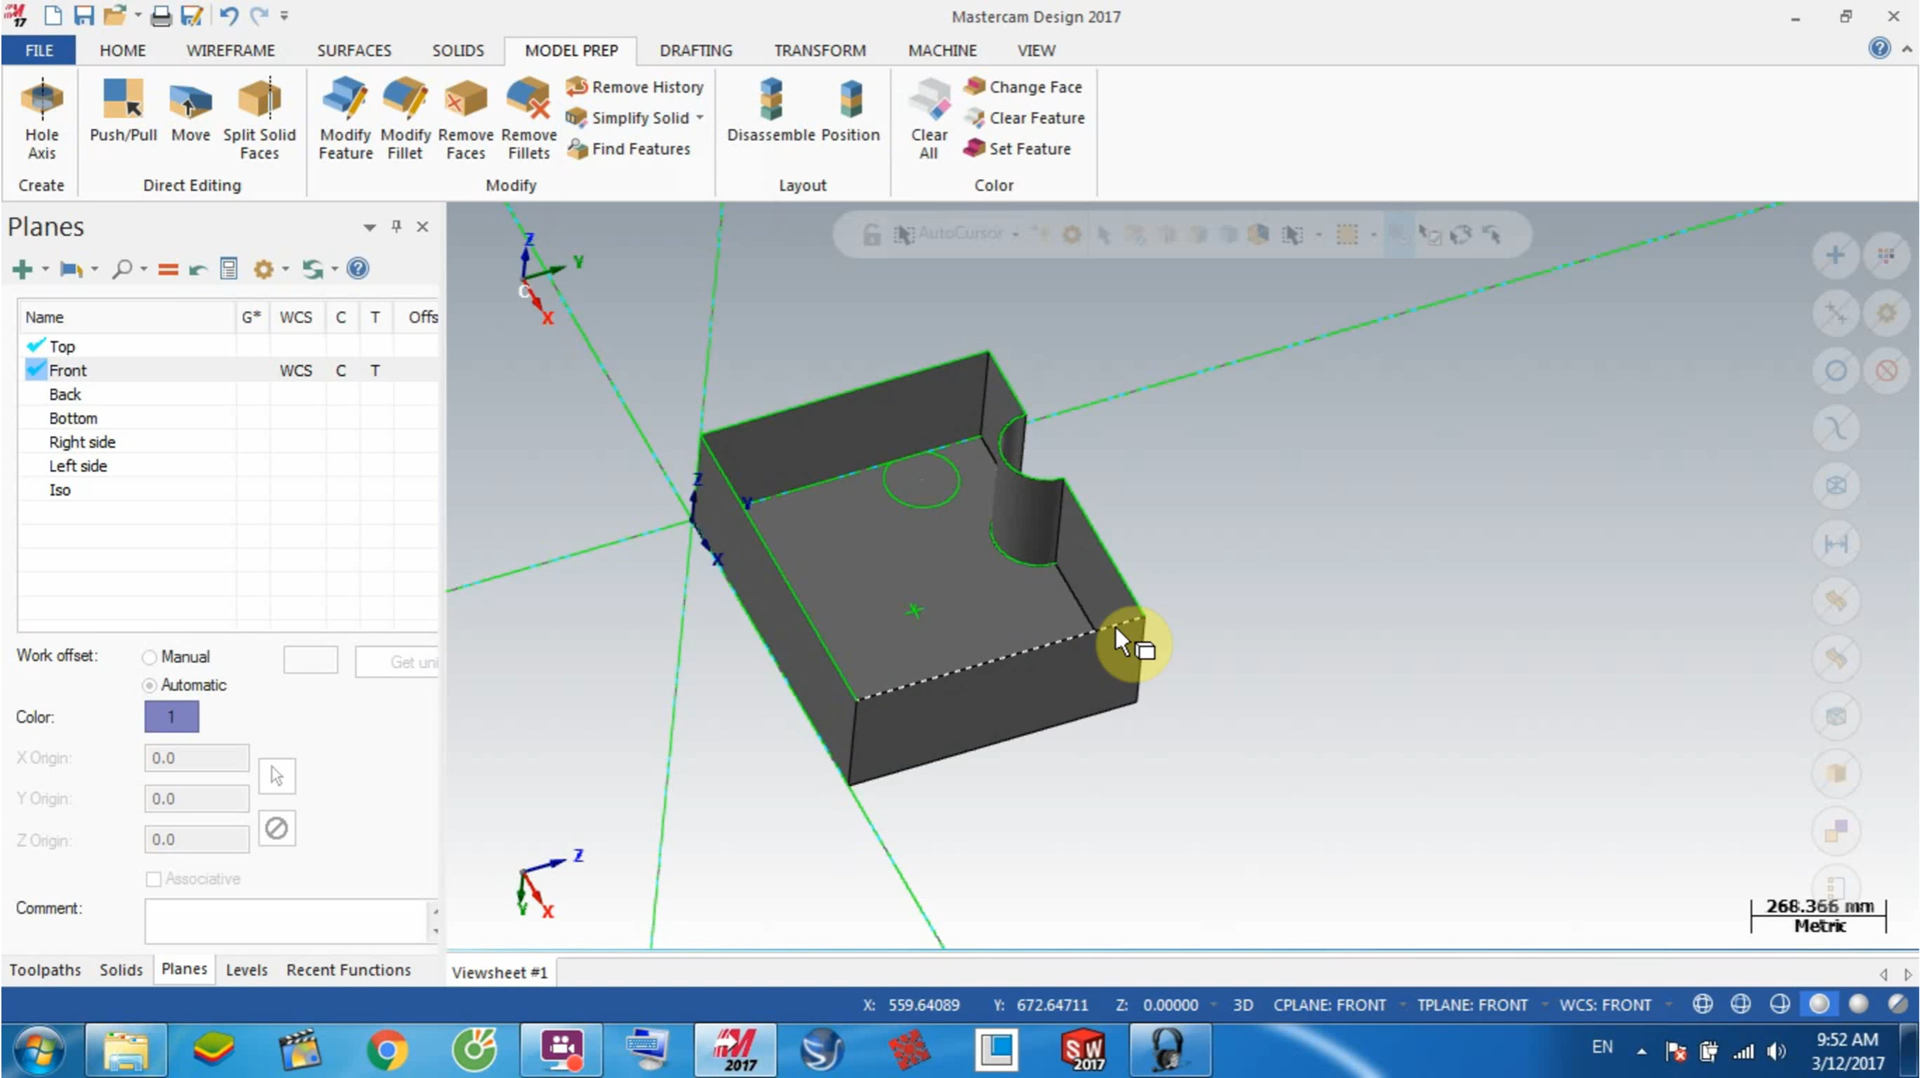 17
Mastercam Design 2017
FILE HOME WIREFRAME SURFACES SOLIDS MODEL PREP DRAFTING TRANSFORM MACHINE VIEW
Hole Axis
Push/Pull
Move
Split Solid Faces
Modify Feature
Modify Fillet
Remove Faces
Remove Fillets
Remove History
Simplify Solid
Find Features
Disassemble
Position
Clear All
Change Face
Clear Feature
Set Feature
Create Direct Editing Modify Layout Color
Planes
Name G* WCS C T Offs
Top
Front WCS C T
Back
Bottom
Right side
Left side
Iso
Work offset: Manual
Get uni
Automatic
Color: 1
X Origin: 0.0
Y Origin: 0.0
Z Origin: 0.0
Associative
Comment:
Toolpaths Solids Planes Levels Recent Functions
AutoCursor
Z
Y
C
X
Z
Y
X
Z
Y
X
268.366 mm
Metric
Viewsheet #1
X: 559.64089 Y: 672.64711 Z: 0.00000 3D CPLANE: FRONT TPLANE: FRONT WCS: FRONT
2017
SW
2017
EN
9:52 AM
3/12/2017